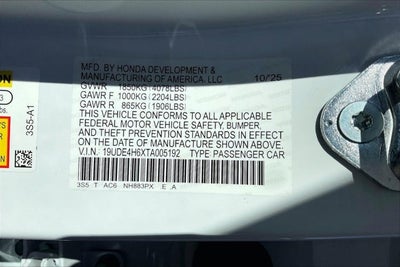 MFD. BY HONDA DEVELOPMENT &
MANUFACTURING OF AMERICA, LLC 10/25
GVWR 1850KG (4078LBS)
GAWR F 1000KG (2204LBS)
GAWR R 865KG (1906LBS)
THIS VEHICLE CONFORMS TO ALL APPLICABLE
FEDERAL MOTOR VEHICLE SAFETY, BUMPER,
AND THEFT PREVENTION STANDARDS IN EFFECT
ON THE DATE OF MANUFACTURE SHOWN ABOVE.
V.I.N. 19UDE4H6XTA005192 TYPE PASSENGER CAR
3S5 T AC6 NH883PX E .A
3S5-A1
3
bs.